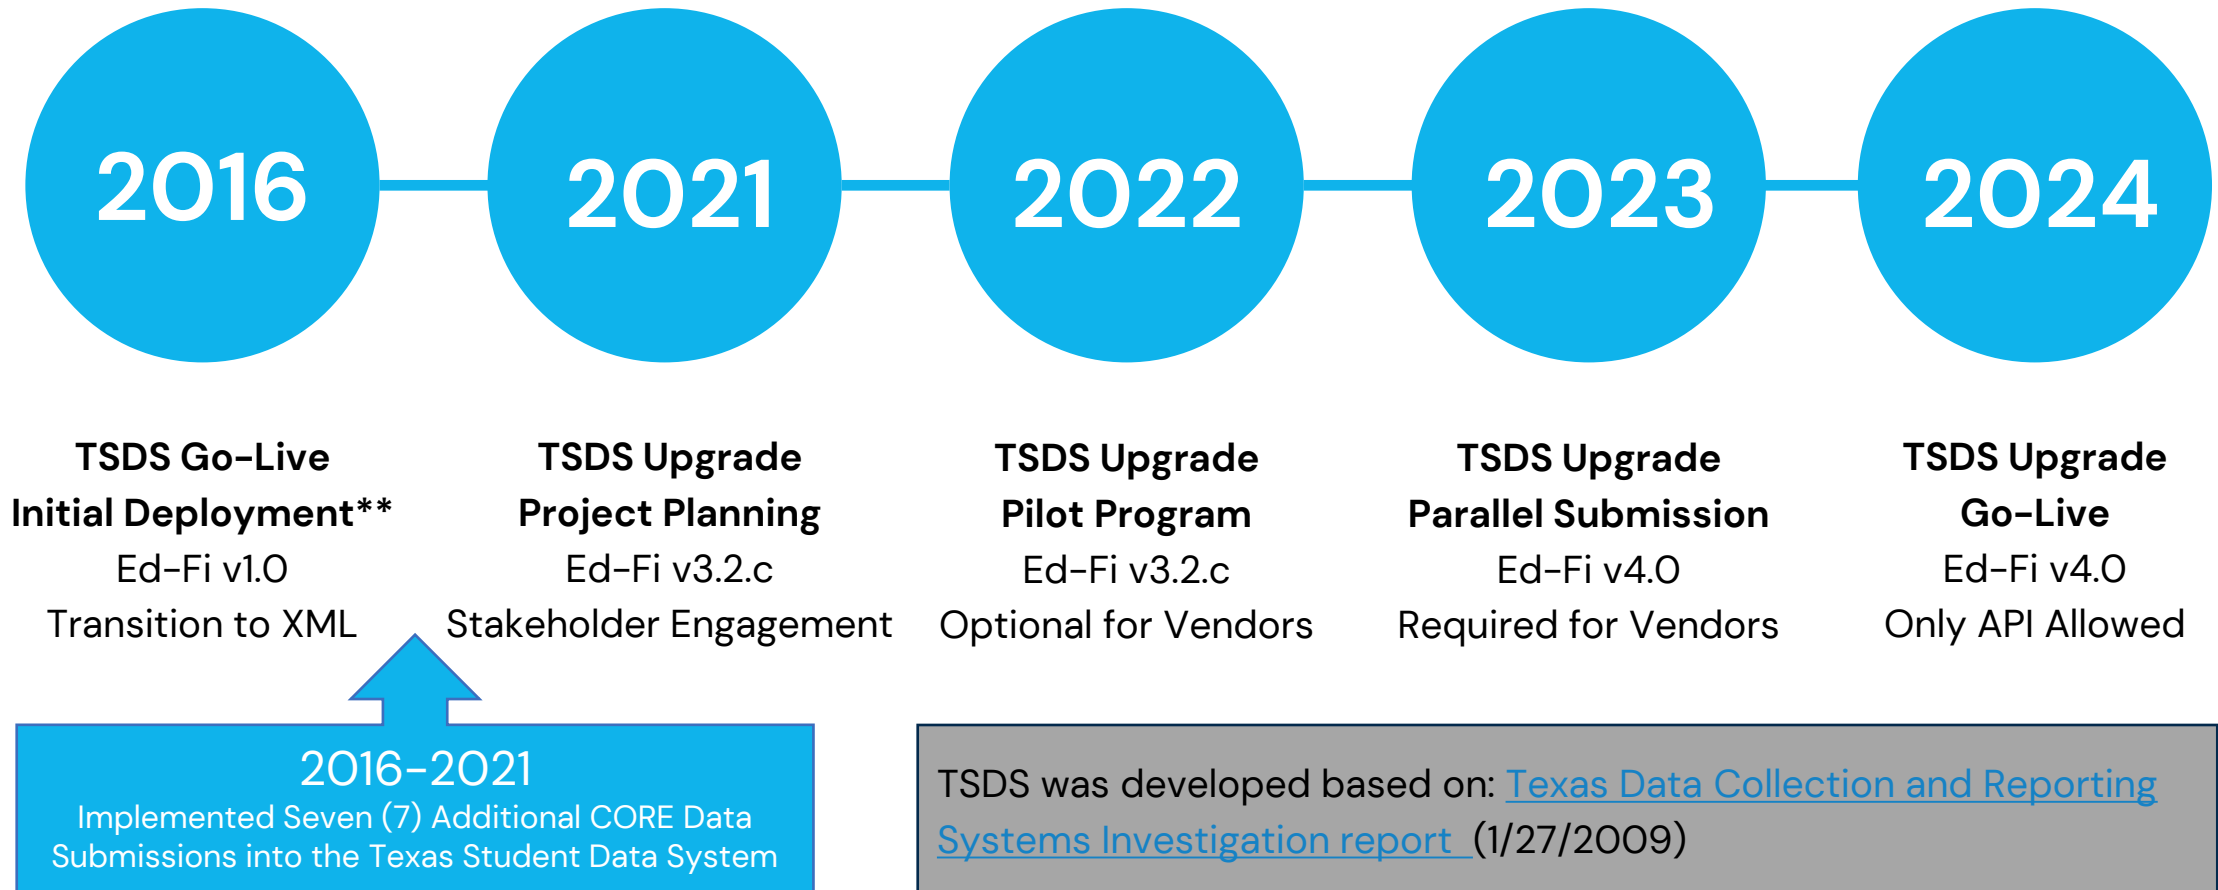 2016
2021
2022
2023
2024
TSDS Go-Live
Initial Deployment**
Ed-Fi v1.0
Transition to XML
TSDS Upgrade
Project Planning
Ed-Fi v3.2.c
Stakeholder Engagement
TSDS Upgrade
Pilot Program
Ed-Fi v3.2.c
Optional for Vendors
TSDS Upgrade
Parallel Submission
Ed-Fi v4.0
Required for Vendors
TSDS Upgrade
Go-Live
Ed-Fi v4.0
Only API Allowed
2016-2021
Implemented Seven (7) Additional CORE Data
Submissions into the Texas Student Data System
TSDS was developed based on: Texas Data Collection and Reporting
Systems Investigation report (1/27/2009)